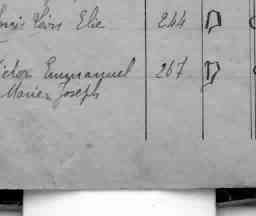 Louis Elie 244 D
Victor Emmanuel 267 D
Marie Joseph